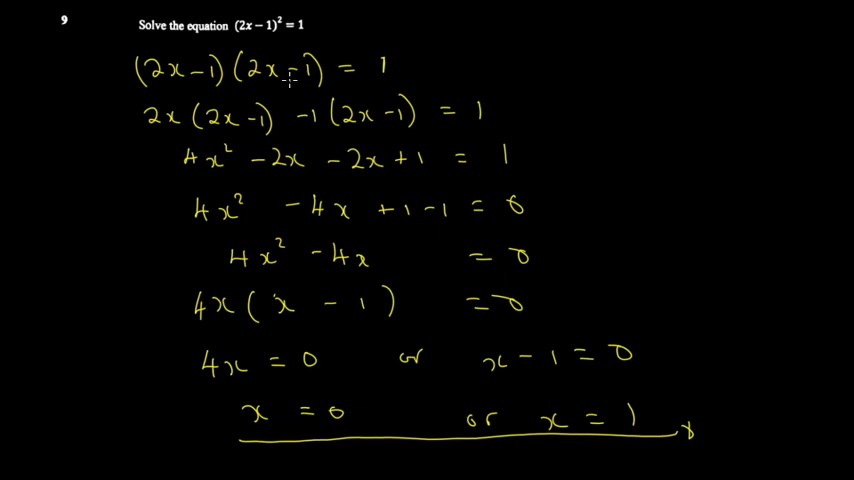 9 Solve the equation (2x − 1)² = 1
(2x − 1)(2x − 1) = 1
2x(2x − 1) − 1(2x − 1) = 1
4x² − 2x − 2x + 1 = 1
4x² − 4x + 1 − 1 = 0
4x² − 4x = 0
4x(x − 1) = 0
4x = 0 or x − 1 = 0
x = 0 or x = 1